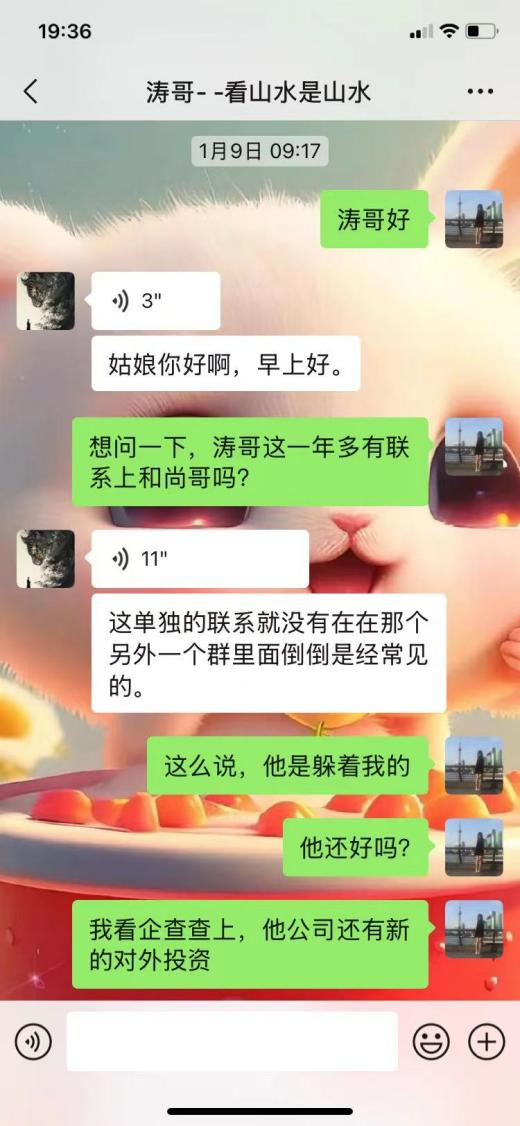 19:36
涛哥- -看山水是山水
1月9日 09:17
涛哥好
3"
姑娘你好啊，早上好。
想问一下，涛哥这一年多有联
系上和尚哥吗?
11"
这单独的联系就没有在在那个
另外一个群里面倒倒是经常见
的。
这么说，他是躲着我的
他还好吗?
我看企查查上，他公司还有新
的对外投资